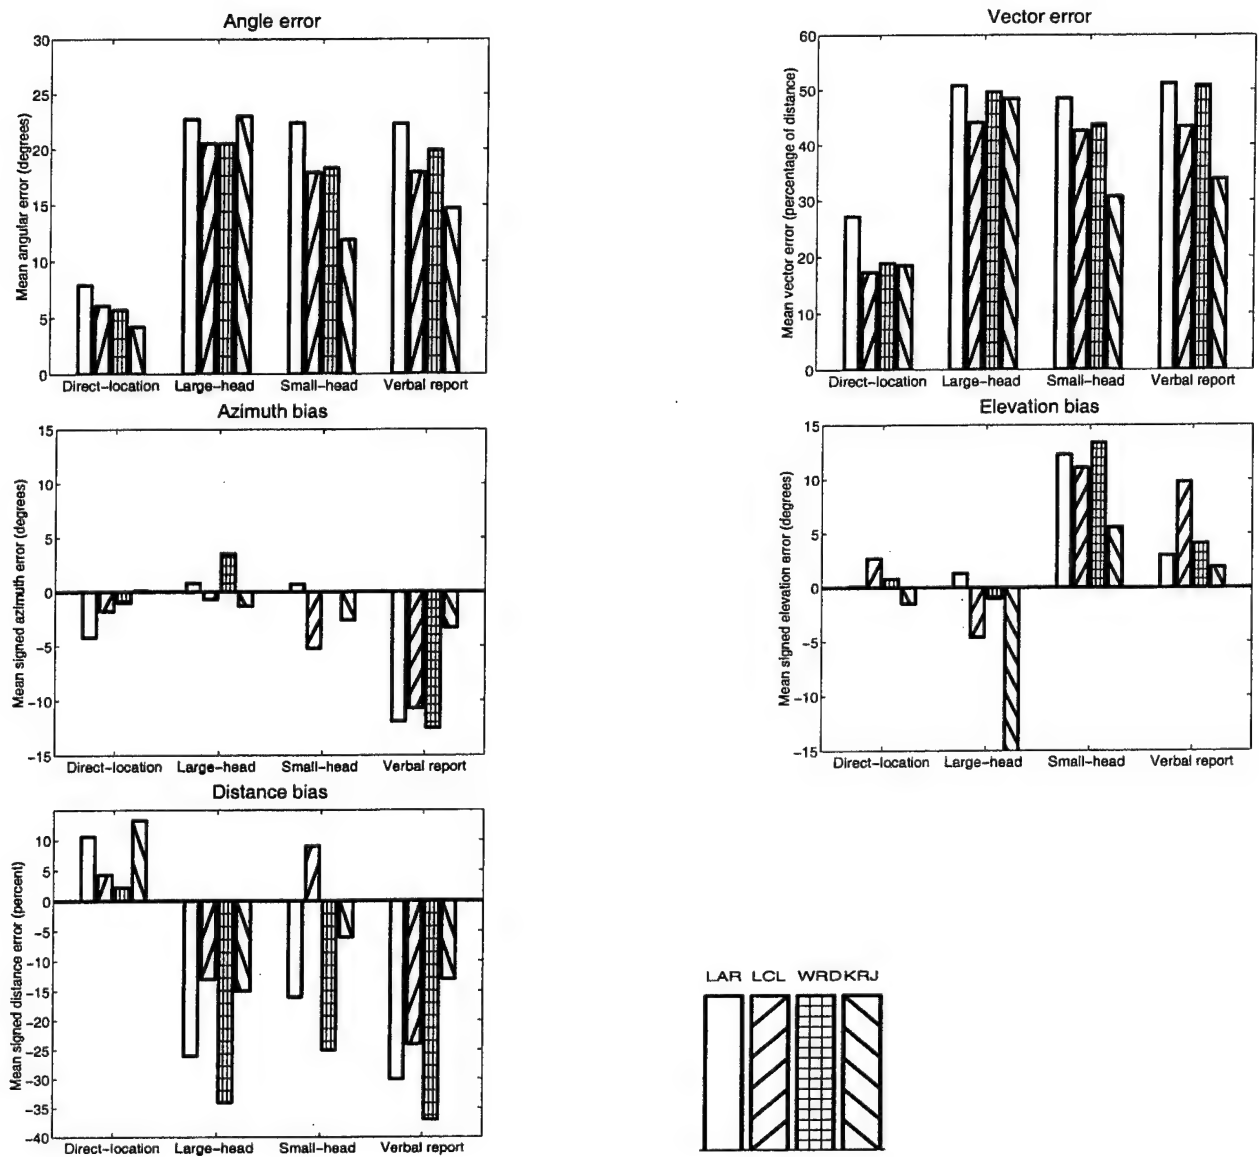 Angle error
Mean angular error (degrees)
30
25
20
15
10
5
0
Direct-location Large-head Small-head Verbal report
Vector error
Mean vector error (percentage of distance)
60
50
40
30
20
10
0
Direct-location Large-head Small-head Verbal report
Azimuth bias
Mean signed azimuth error (degrees)
15
10
5
0
-5
-10
-15
Direct-location Large-head Small-head Verbal report
Elevation bias
Mean signed elevation error (degrees)
15
10
5
0
-5
-10
-15
Direct-location Large-head Small-head Verbal report
Distance bias
Mean signed distance error (percent)
10
5
0
-5
-10
-15
-20
-25
-30
-35
-40
Direct-location Large-head Small-head Verbal report
LAR LCL WRD KRJ